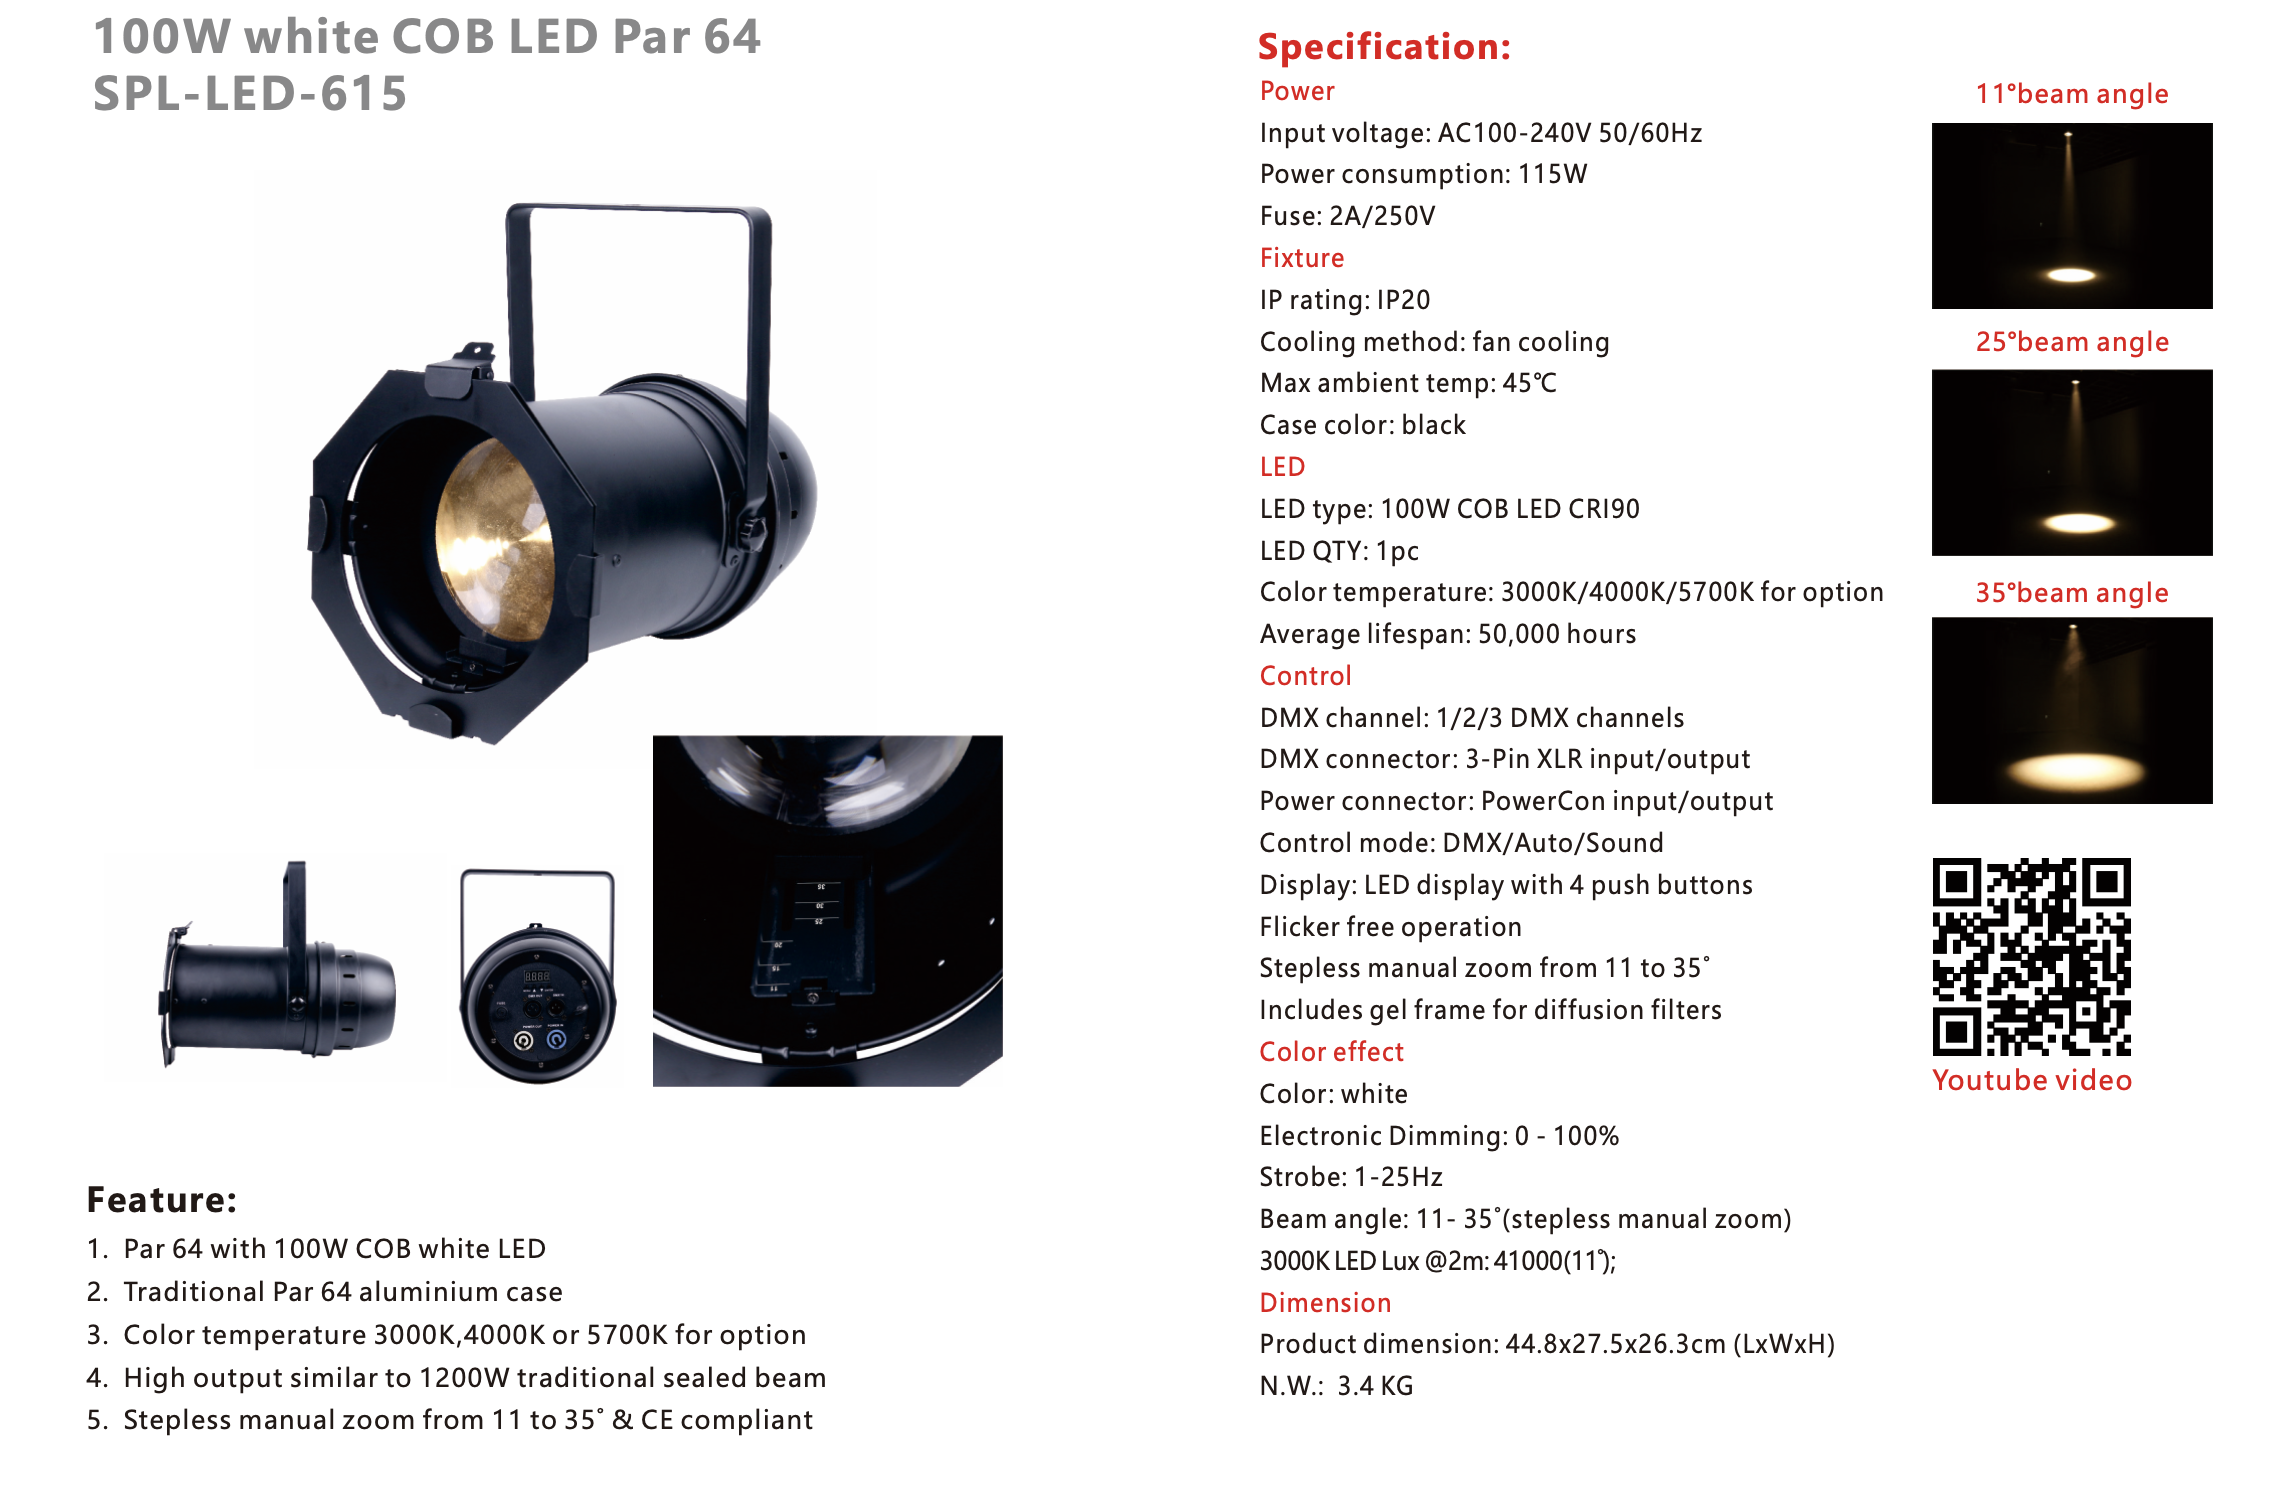 100W white COB LED Par 64
SPL-LED-615
Feature:
1. Par 64 with 100W COB white LED
2. Traditional Par 64 aluminium case
3. Color temperature 3000K,4000K or 5700K for option
4. High output similar to 1200W traditional sealed beam
5. Stepless manual zoom from 11 to 35° & CE compliant
Specification:
Power
Input voltage: AC100-240V 50/60Hz
Power consumption: 115W
Fuse: 2A/250V
Fixture
IP rating: IP20
Cooling method: fan cooling
Max ambient temp: 45℃
Case color: black
LED
LED type: 100W COB LED CRI90
LED QTY: 1pc
Color temperature: 3000K/4000K/5700K for option
Average lifespan: 50,000 hours
Control
DMX channel: 1/2/3 DMX channels
DMX connector: 3-Pin XLR input/output
Power connector: PowerCon input/output
Control mode: DMX/Auto/Sound
Display: LED display with 4 push buttons
Flicker free operation
Stepless manual zoom from 11 to 35°
Includes gel frame for diffusion filters
Color effect
Color: white
Electronic Dimming: 0 - 100%
Strobe: 1-25Hz
Beam angle: 11- 35°(stepless manual zoom)
3000K LED Lux @2m: 41000(11°);
Dimension
Product dimension: 44.8x27.5x26.3cm (LxWxH)
N.W.: 3.4 KG
11°beam angle
25°beam angle
35°beam angle
Youtube video
35
30
25
20
15
11
POWER OUT POWER IN